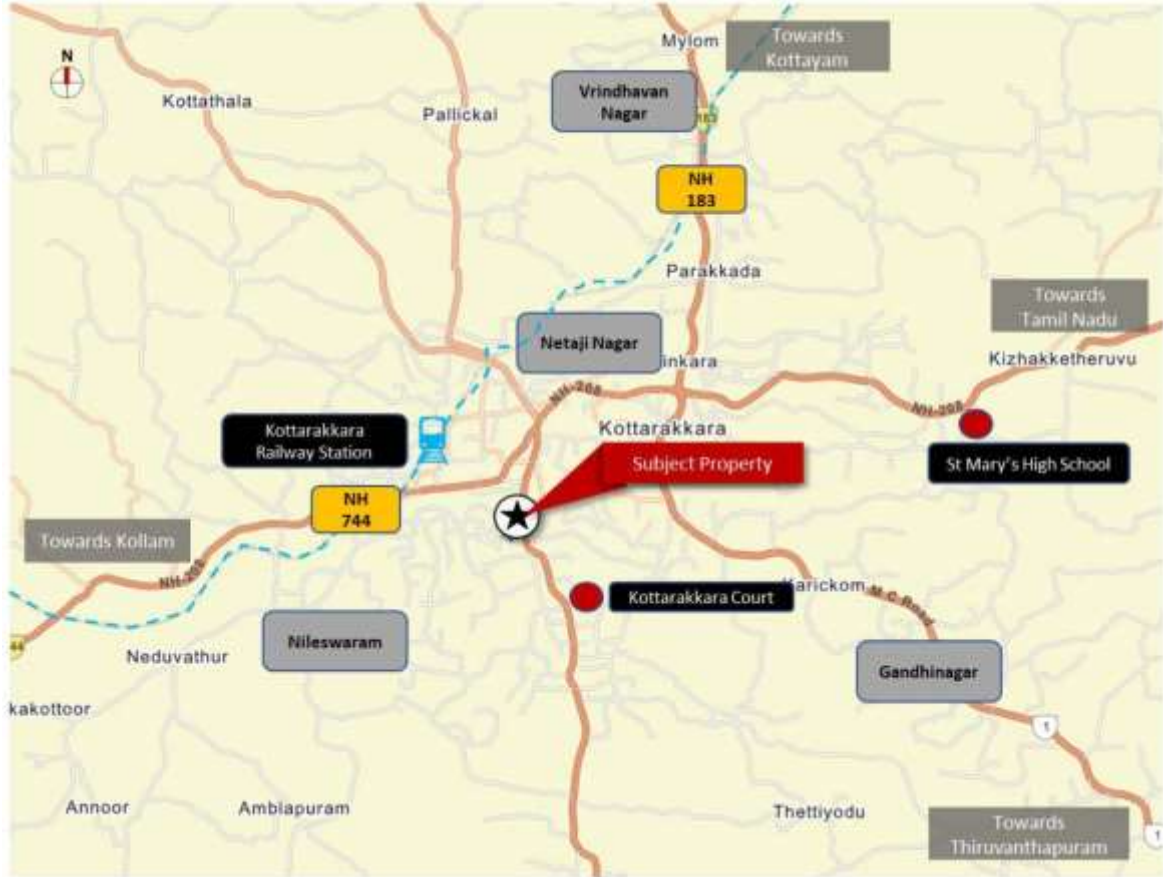 Mylom
Towards
Kottayam
N
Vrindhavan
Nagar
Kottathala
Pallickal
183
NH
183
Parakkada
Towards
Tamil Nadu
Netaji Nagar
inkara
Kizhakketheruvu
NH-208
NH-208
Kottarakkara
Railway Station
Kottarakkara
Subject Property
St Mary's High School
NH
744
Towards Kollam
NH-208
Kottarakkara Court
Karickom
M C Road
44
Neduvathur
Nileswaram
Gandhinagar
kakottoor
1
Annoor
Amblapuram
Thettiyodu
Towards
Thiruvanthapuram
1